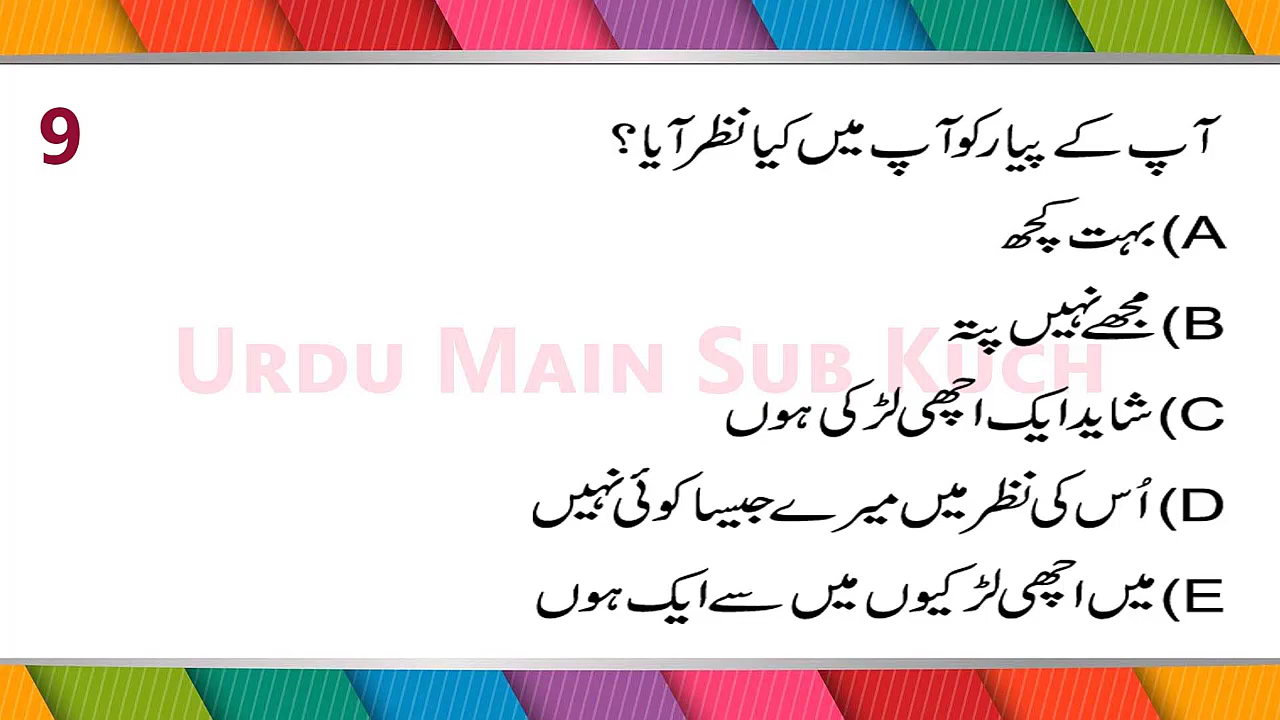 9
آپ کے پیار کو آپ میں کیا نظر آیا؟
A) بہت کچھ
B) مجھے نہیں پتہ
URDU MAIN SUB KUCH
C) شاید ایک اچھی لڑکی ہوں
D) اُس کی نظر میں میرے جیسا کوئی نہیں
E) میں اچھی لڑکیوں میں سے ایک ہوں